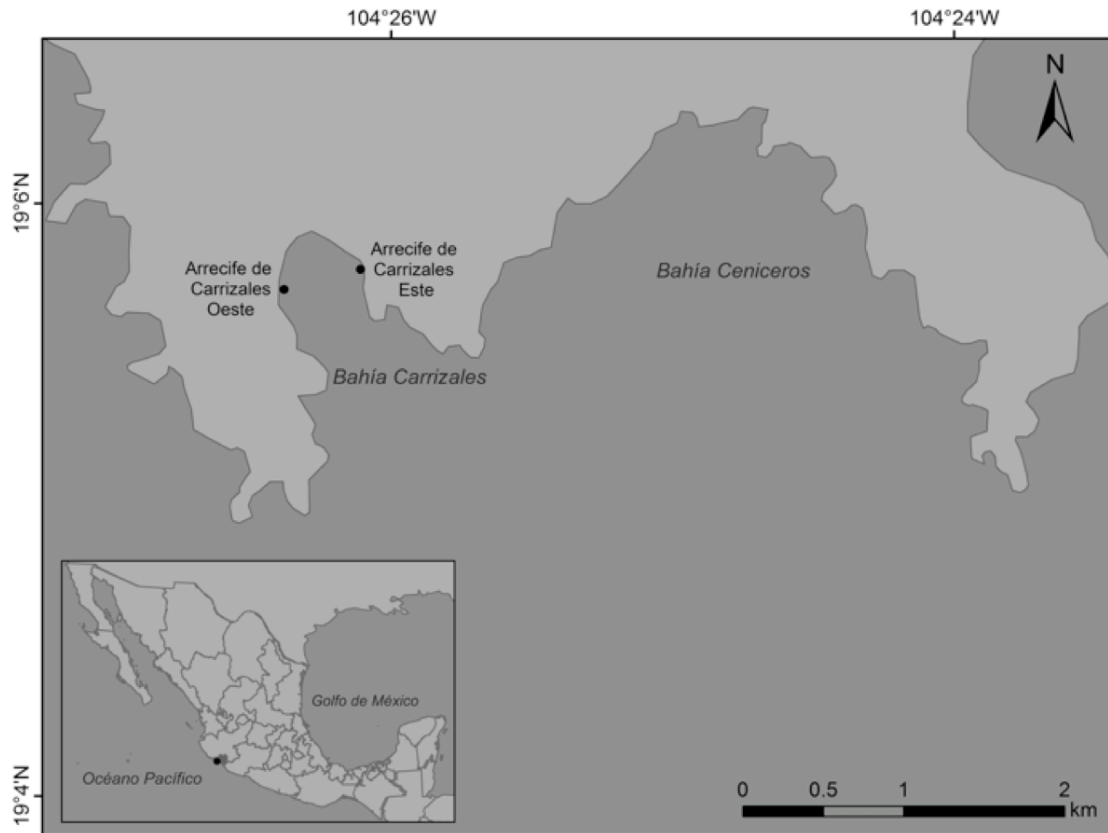 104°26'W
104°24'W
N
19°6'N
Arrecife de
Carrizales
Oeste
Arrecife de
Carrizales
Este
Bahía Ceniceros
Bahía Carrizales
Golfo de México
Océano Pacífico
19°4'N
0 0.5 1 2
km